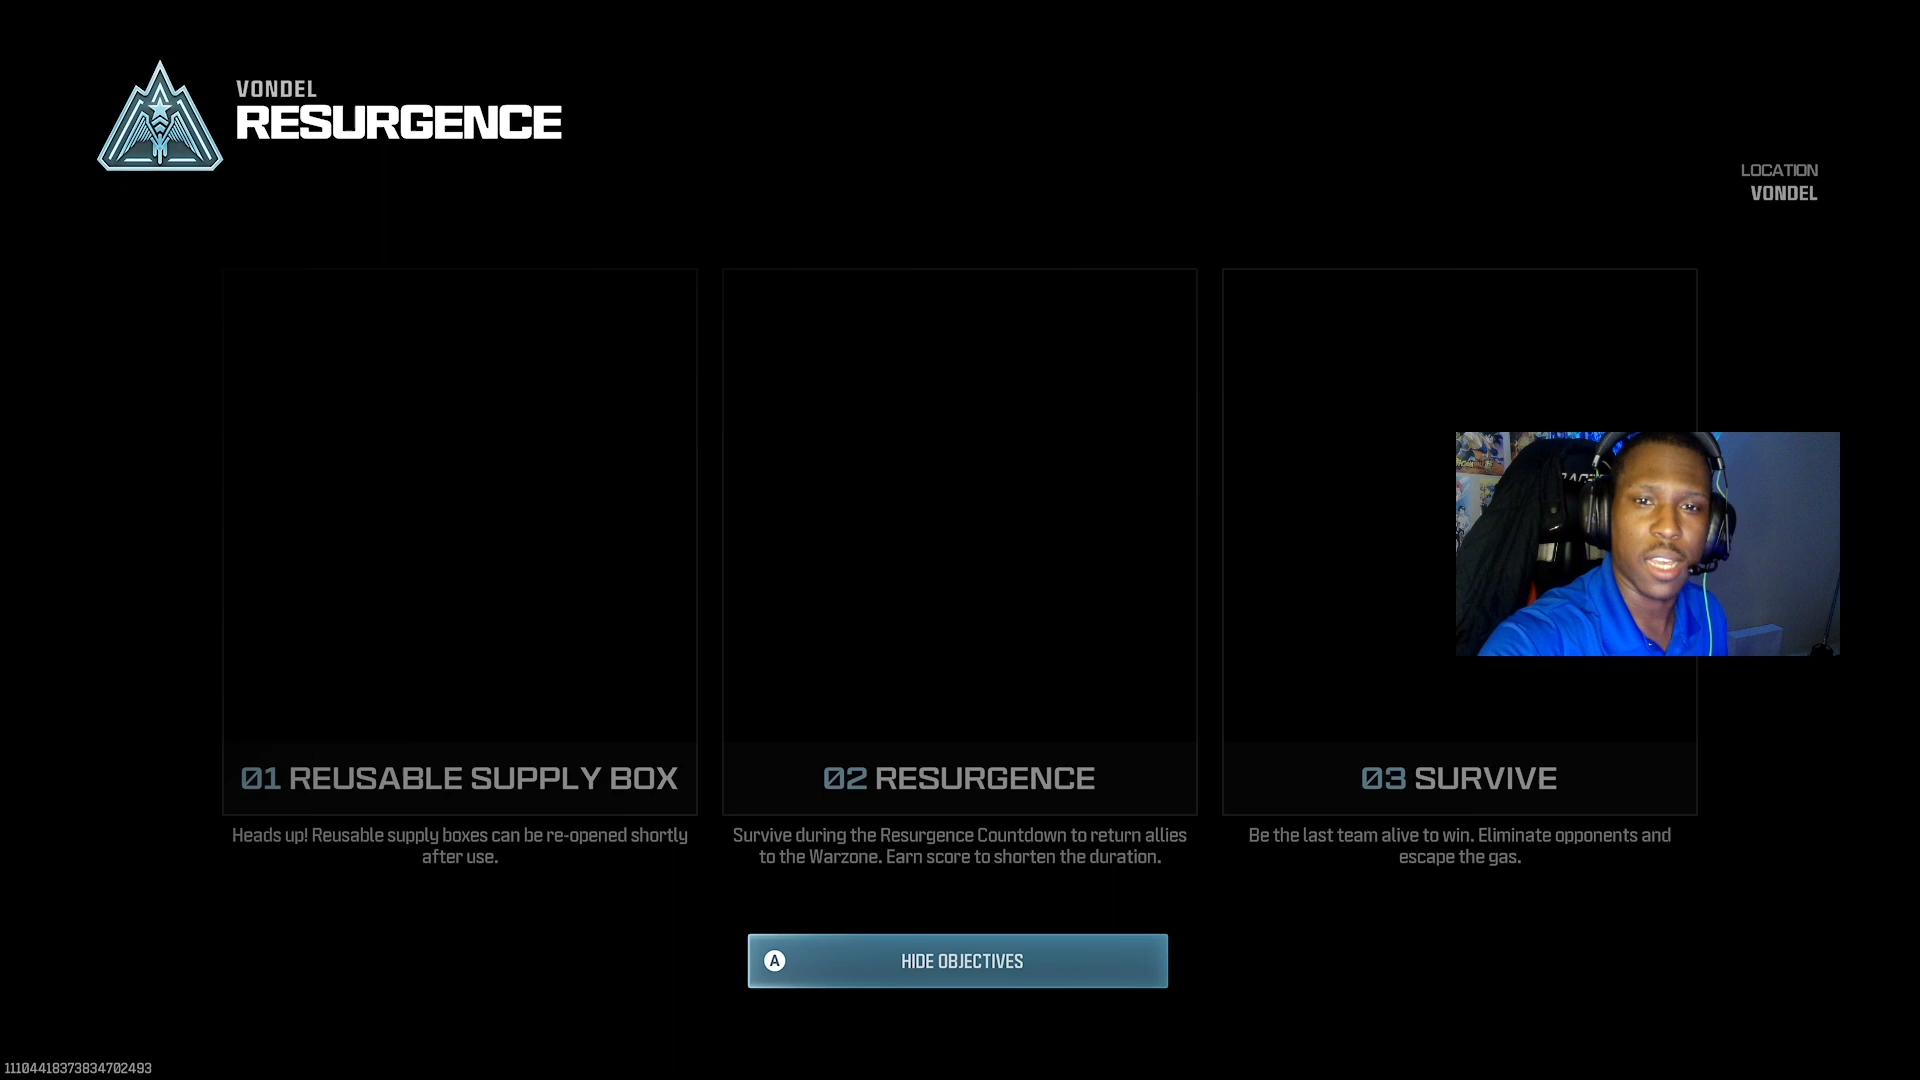 VONDEL
RESURGENCE
LOCATION
VONDEL
01 REUSABLE SUPPLY BOX
Heads up! Reusable supply boxes can be re-opened shortly
after use.
02 RESURGENCE
Survive during the Resurgence Countdown to return allies
to the Warzone. Earn score to shorten the duration.
03 SURVIVE
Be the last team alive to win. Eliminate opponents and
escape the gas.
A HIDE OBJECTIVES
11104418373834702493